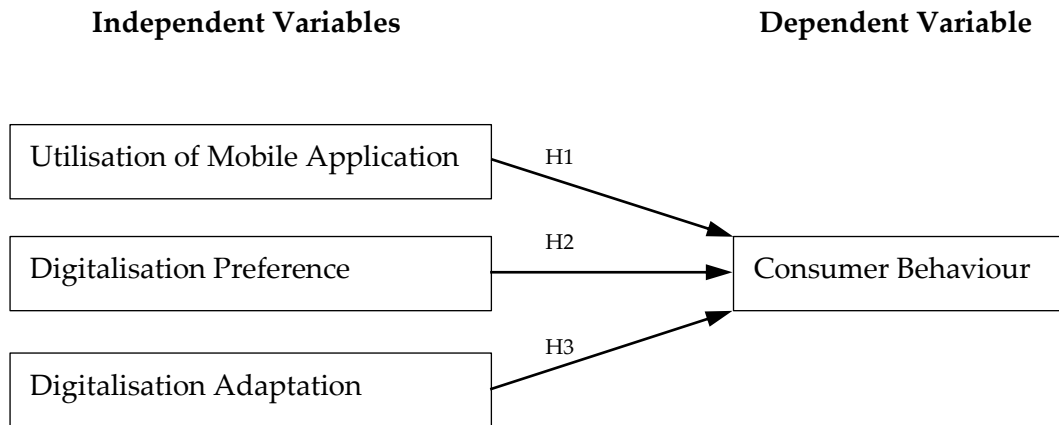 Independent Variables
Dependent Variable
Utilisation of Mobile Application
H1
Digitalisation Preference
H2
Consumer Behaviour
Digitalisation Adaptation
H3